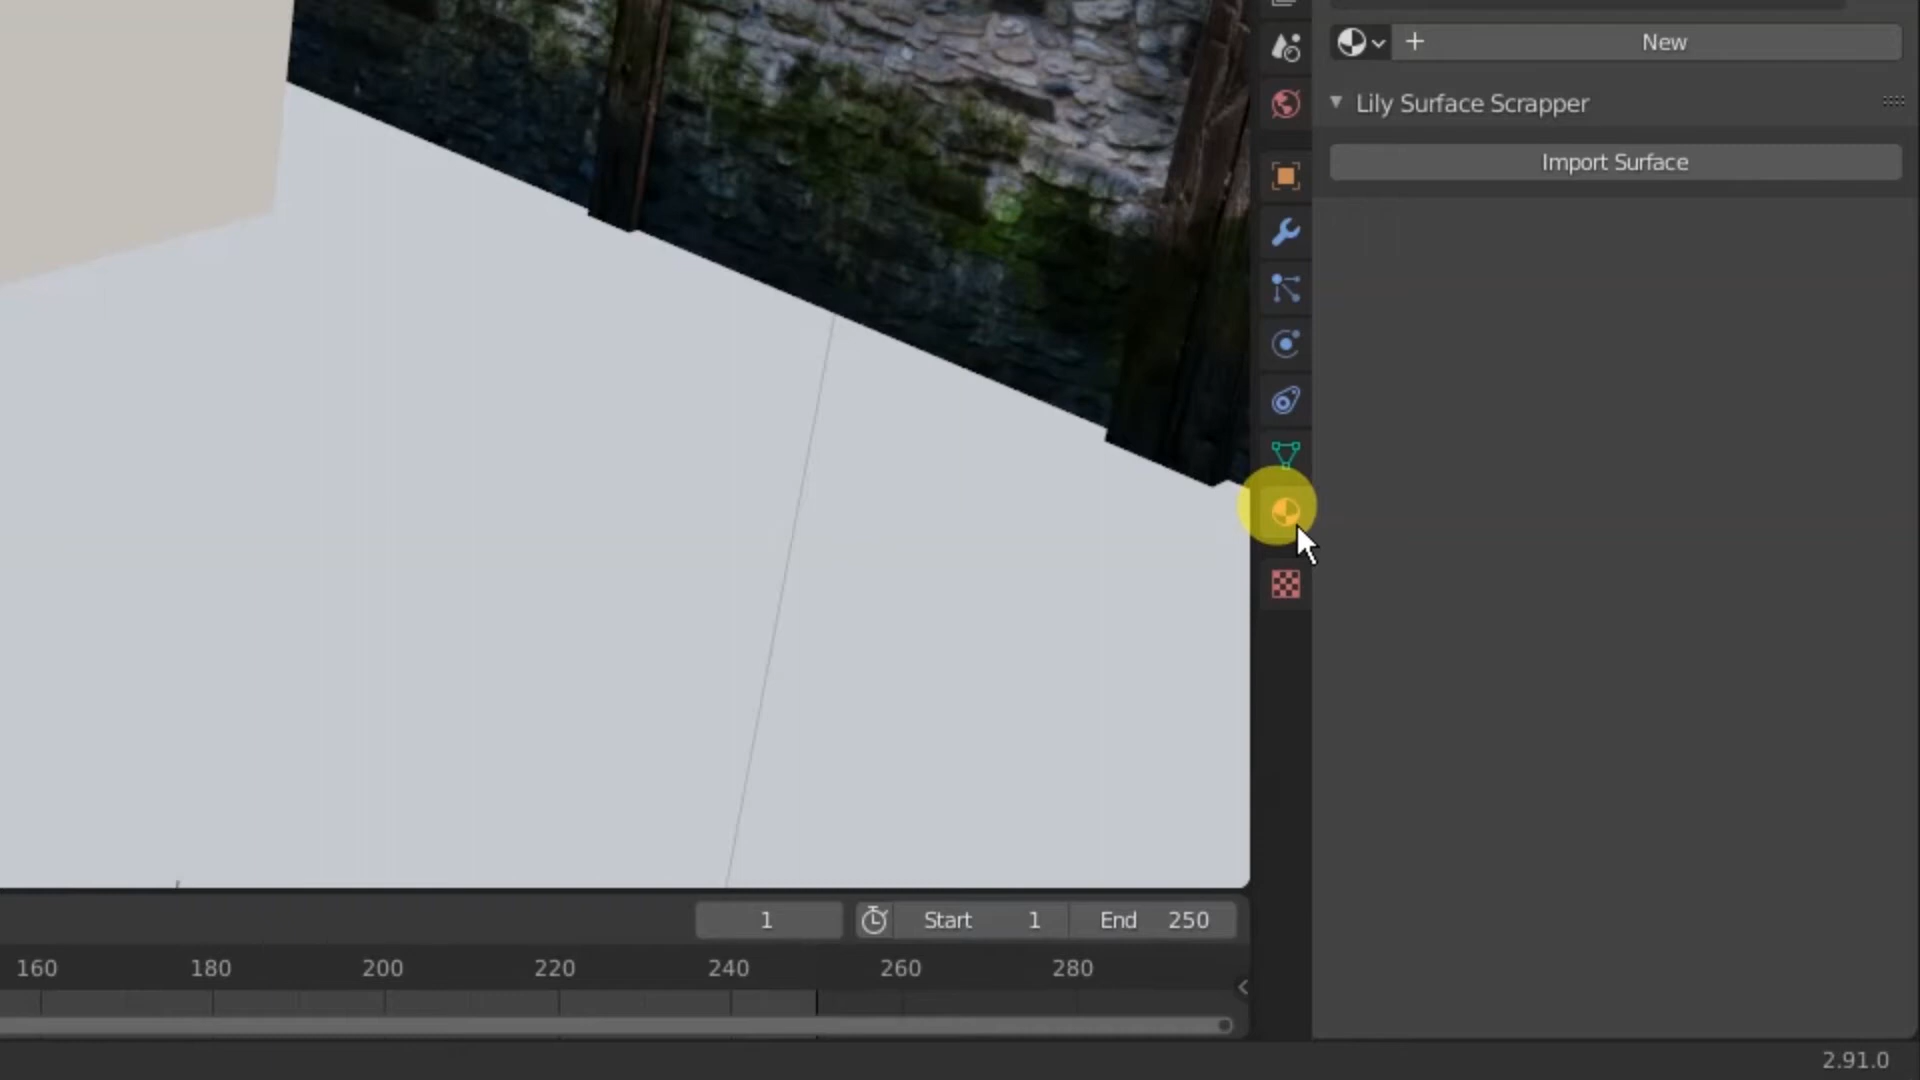 + New
Lily Surface Scrapper
Import Surface
1 Start 1 End 250
160 180 200 220 240 260 280
2.91.0